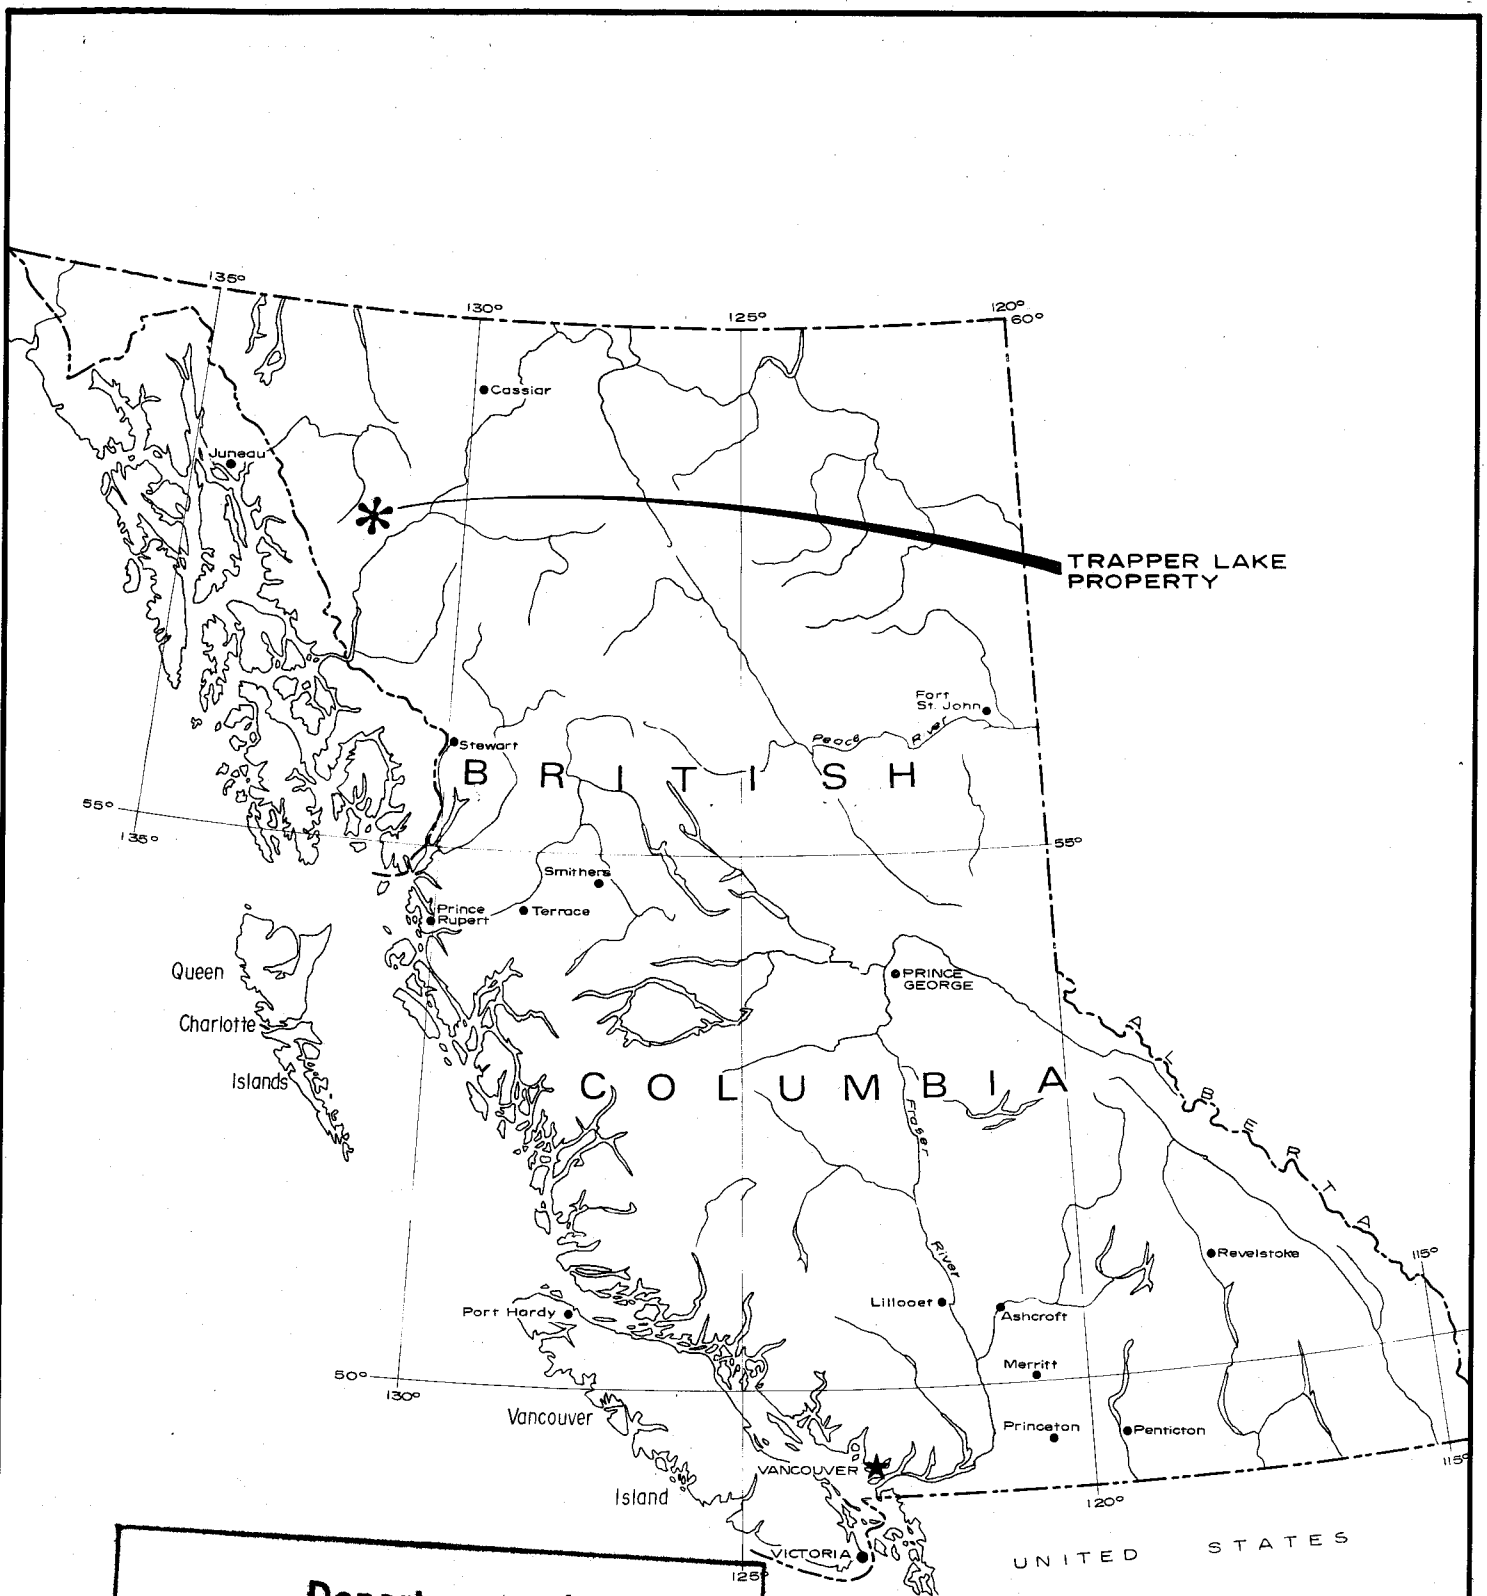 135°
130°
125°
120°
60°
Cassiar
Juneau
TRAPPER LAKE
PROPERTY
Fort
St. John
Peace River
Stewart
BRITISH
55°
135°
55°
Smithers
Prince
Rupert
Terrace
Queen
Charlotte
Islands
PRINCE
GEORGE
ALBERTA
COLUMBIA
Fraser
River
Revelstoke
115°
Port Hardy
Lillooet
Ashcroft
Merritt
50°
130°
Vancouver
Island
Princeton
Penticton
VANCOUVER
115°
120°
VICTORIA
125°
UNITED STATES